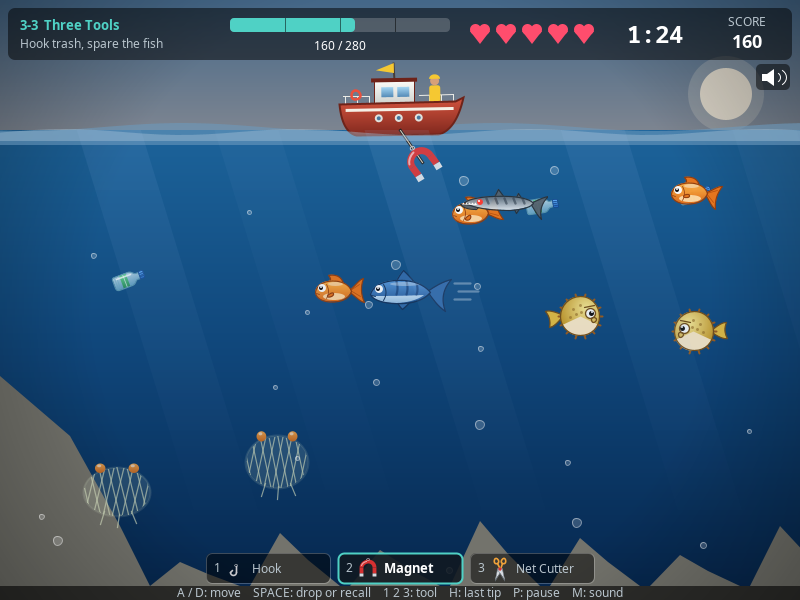 3-3 Three Tools
Hook trash, spare the fish
160 / 280
1:24
SCORE
160
1 Hook
2 Magnet
3 Net Cutter
A / D: move SPACE: drop or recall 1 2 3: tool H: last tip P: pause M: sound